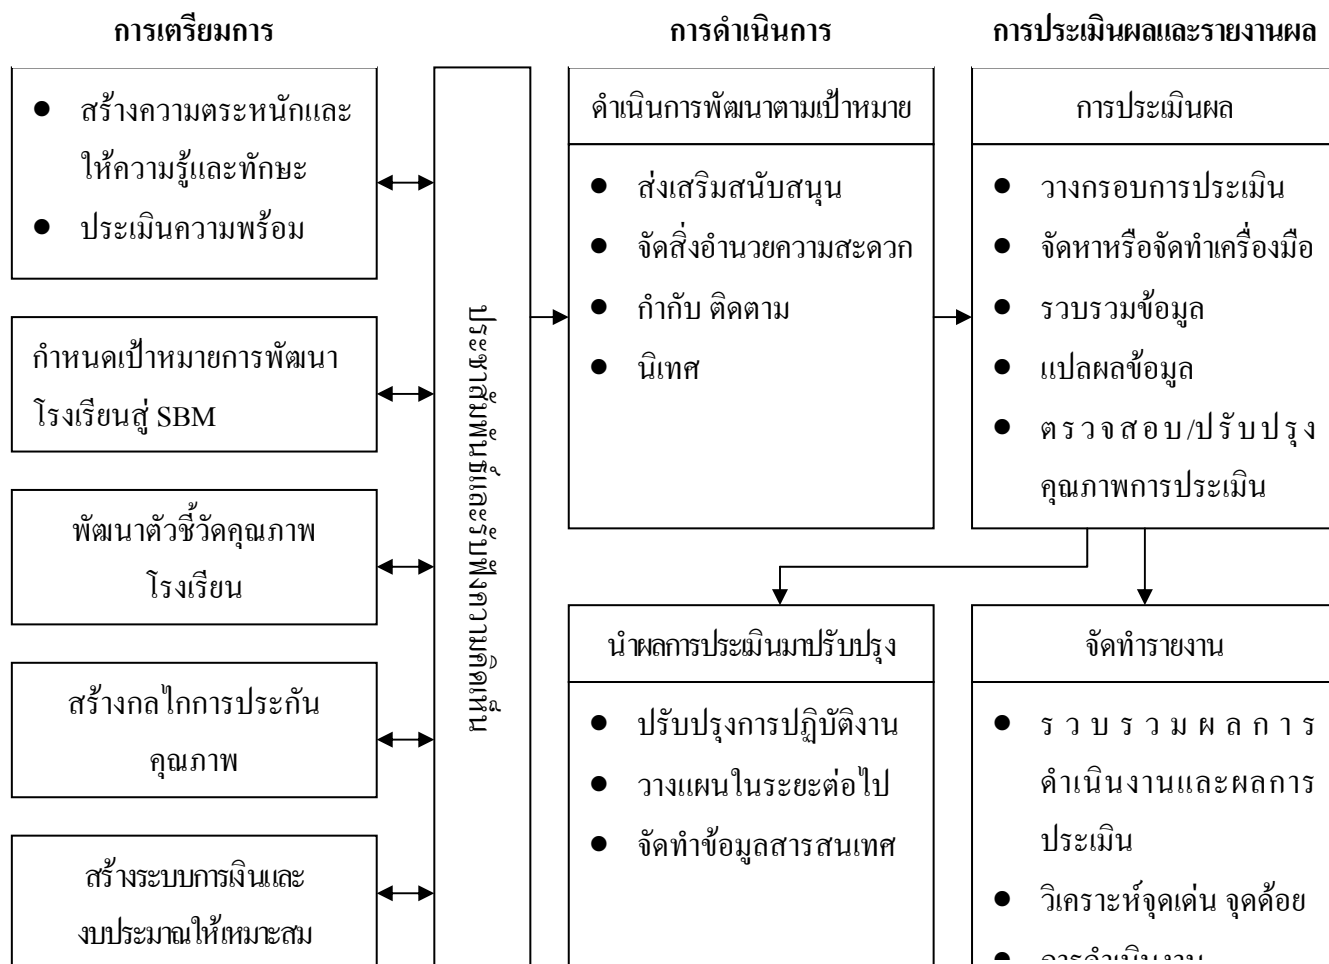 การเตรียมการ
สร้างความตระหนักและ
ให้ความรู้และทักษะ
ประเมินความพร้อม
กำหนดเป้าหมายการพัฒนา
โรงเรียนสู่ SBM
พัฒนาตัวชี้วัดคุณภาพ
โรงเรียน
สร้างกลไกการประกัน
คุณภาพ
สร้างระบบการเงินและ
งบประมาณให้เหมาะสม
ประชาสัมพันธ์และรับฟังความคิดเห็น
การดำเนินการ
ดำเนินการพัฒนาตามเป้าหมาย
ส่งเสริมสนับสนุน
จัดสิ่งอำนวยความสะดวก
กำกับ ติดตาม
นิเทศ
การประเมินผลและรายงานผล
การประเมินผล
วางกรอบการประเมิน
จัดหาหรือจัดทำเครื่องมือ
รวบรวมข้อมูล
แปลผลข้อมูล
ตรวจสอบ/ปรับปรุง
คุณภาพการประเมิน
นำผลการประเมินมาปรับปรุง
ปรับปรุงการปฏิบัติงาน
วางแผนในระยะต่อไป
จัดทำข้อมูลสารสนเทศ
จัดทำรายงาน
รวบรวมผลการ
ดำเนินงานและผลการ
ประเมิน
วิเคราะห์จุดเด่น จุดด้อย
การดำเนินงาน